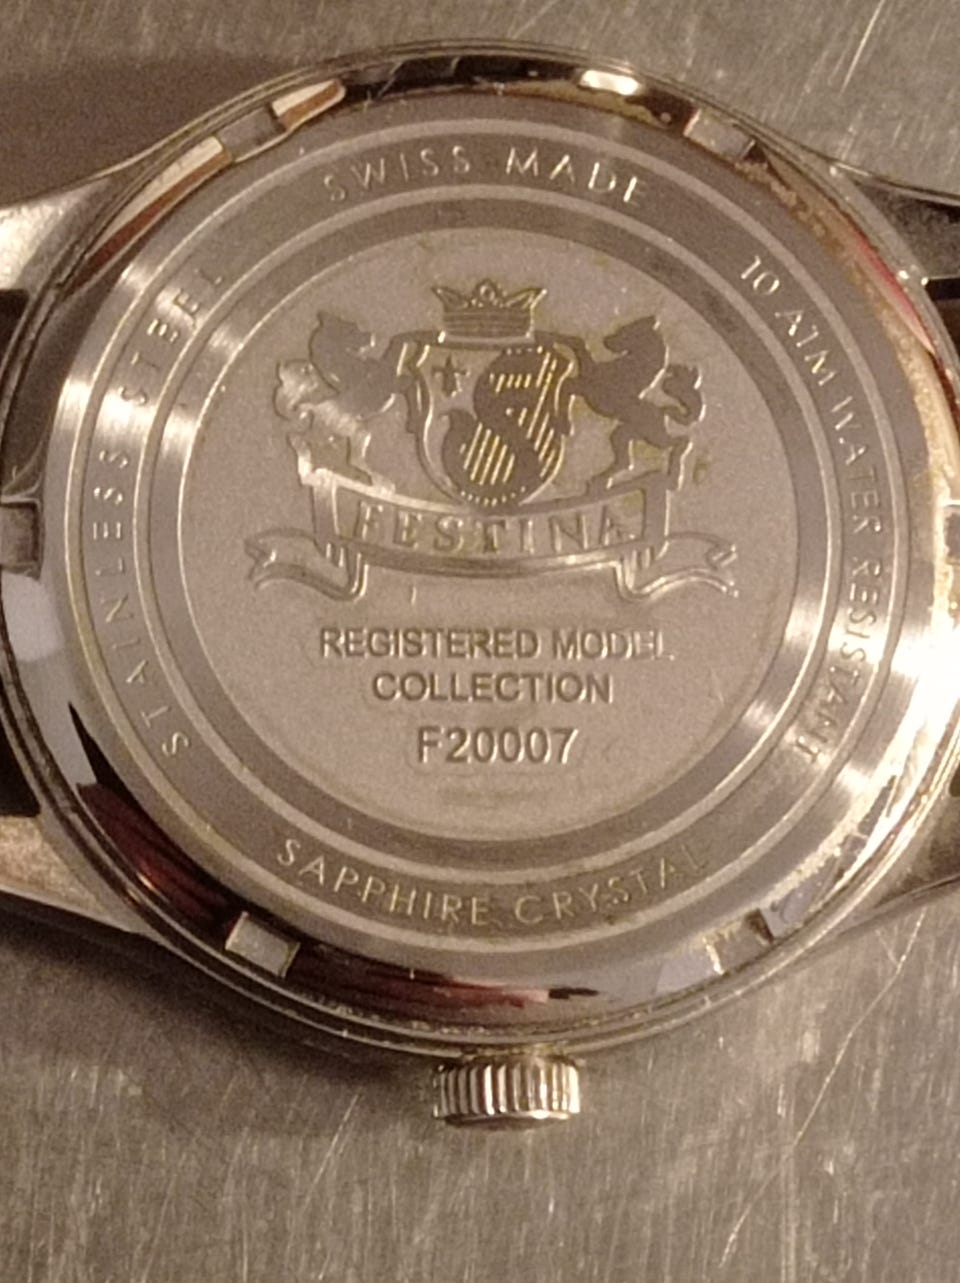 SWISS MADE
10 ATM WATER RESISTANT
STAINLESS STEEL
FESTINA
REGISTERED MODEL
COLLECTION
F20007
SAPPHIRE CRYSTAL